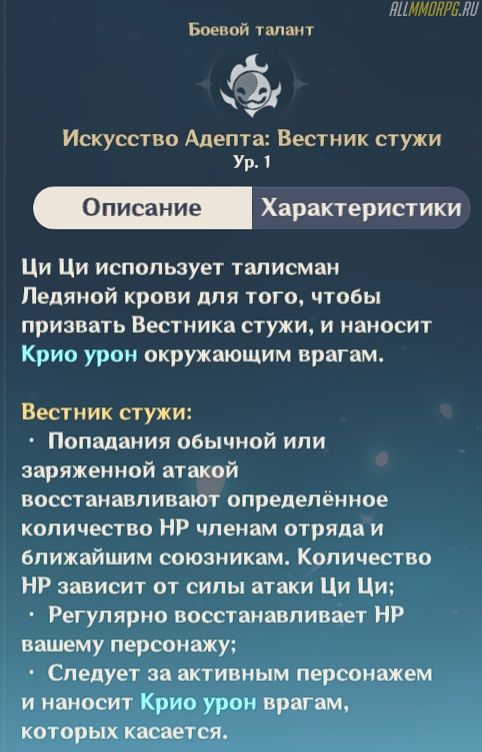 ALLMMORPG.RU
Боевой талант
Искусство Адепта: Вестник стужи
Ур. 1
Описание Характеристики
Ци Ци использует талисман
Ледяной крови для того, чтобы
призвать Вестника стужи, и наносит
Крио урон окружающим врагам.
Вестник стужи:
· Попадания обычной или
заряженной атакой
восстанавливают определённое
количество HP членам отряда и
ближайшим союзникам. Количество
HP зависит от силы атаки Ци Ци;
· Регулярно восстанавливает HP
вашему персонажу;
· Следует за активным персонажем
и наносит Крио урон врагам,
которых касается.